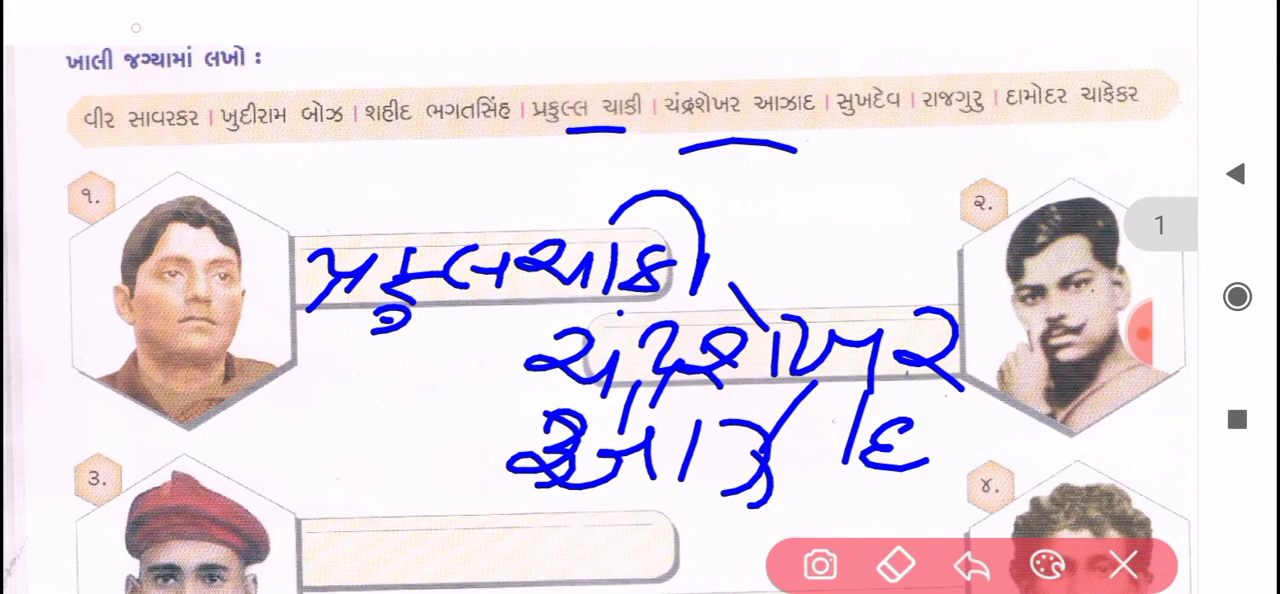 ખાલી જગ્યામાં લખો :
વીર સાવરકર | ખુદીરામ બોઝ | શહીદ ભગતસિંહ | પ્રફુલ્લ ચાકી | ચંદ્રશેખર આઝાદ | સુખદેવ | રાજગુરુ | દામોદર ચાફેકર
૧.
પ્રફુલ્લ ચાકી
૨.
1
ચંદ્રશેખર
આઝાદ
૩.
૪.